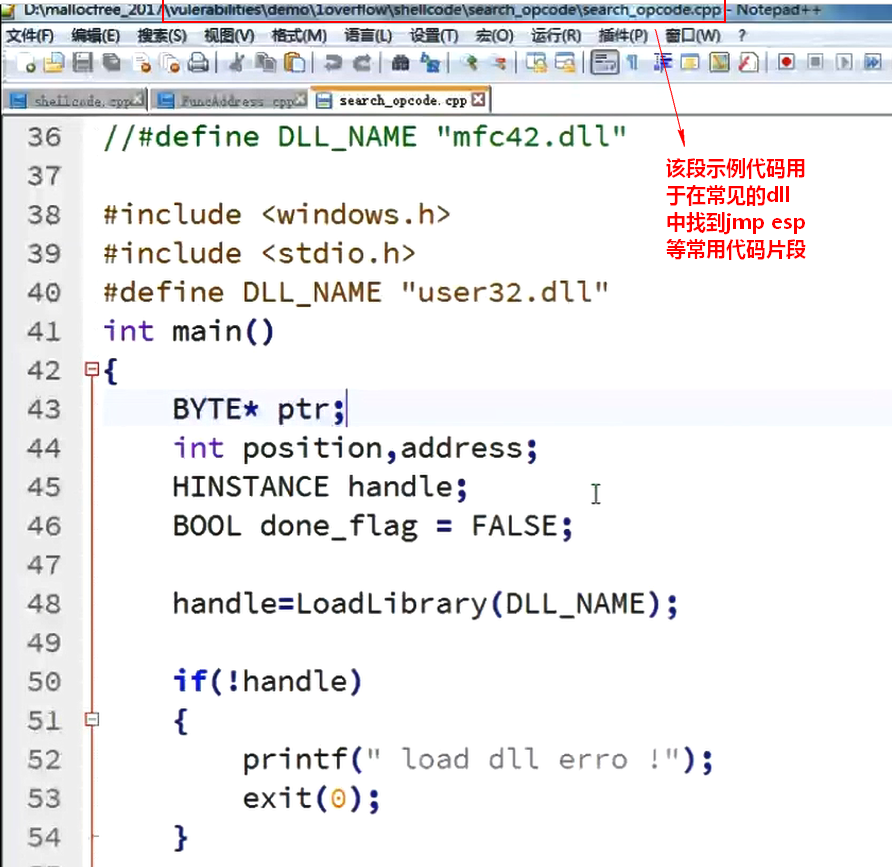 D:\mallocfree_2017\vulerabilities\demo\1overflow\shellcode\search_opcode\search_opcode.cpp - Notepad++
文件(F) 编辑(E) 搜索(S) 视图(V) 格式(M) 语言(L) 设置(T) 宏(O) 运行(R) 插件(P) 窗口(W) ?
shellcode.cpp FuncAddress.cpp search_opcode.cpp
36 //#define DLL_NAME "mfc42.dll"
37
38 #include <windows.h>
39 #include <stdio.h>
40 #define DLL_NAME "user32.dll"
41 int main()
42 {
43 BYTE* ptr;
44 int position,address;
45 HINSTANCE handle;
46 BOOL done_flag = FALSE;
47
48 handle=LoadLibrary(DLL_NAME);
49
50 if(!handle)
51 {
52 printf(" load dll erro !");
53 exit(0);
54 }
该段示例代码用
于在常见的dll
中找到jmp esp
等常用代码片段